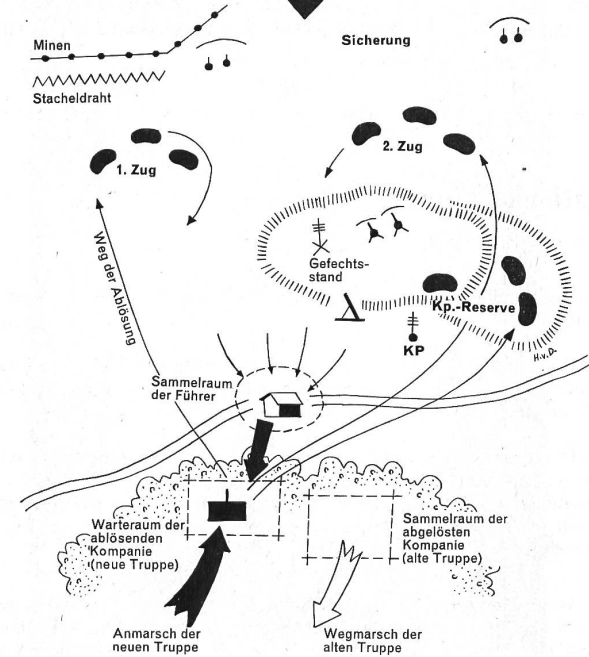 Minen
Sicherung
Stacheldraht
1. Zug
2. Zug
Weg der Ablösung
Gefechts-
stand
Kp.-Reserve
KP
H.v.D.
Sammelraum
der Führer
Warteraum der
ablösenden
Kompanie
(neue Truppe)
Sammelraum der
abgelösten
Kompanie
(alte Truppe)
Anmarsch der
neuen Truppe
Wegmarsch der
alten Truppe